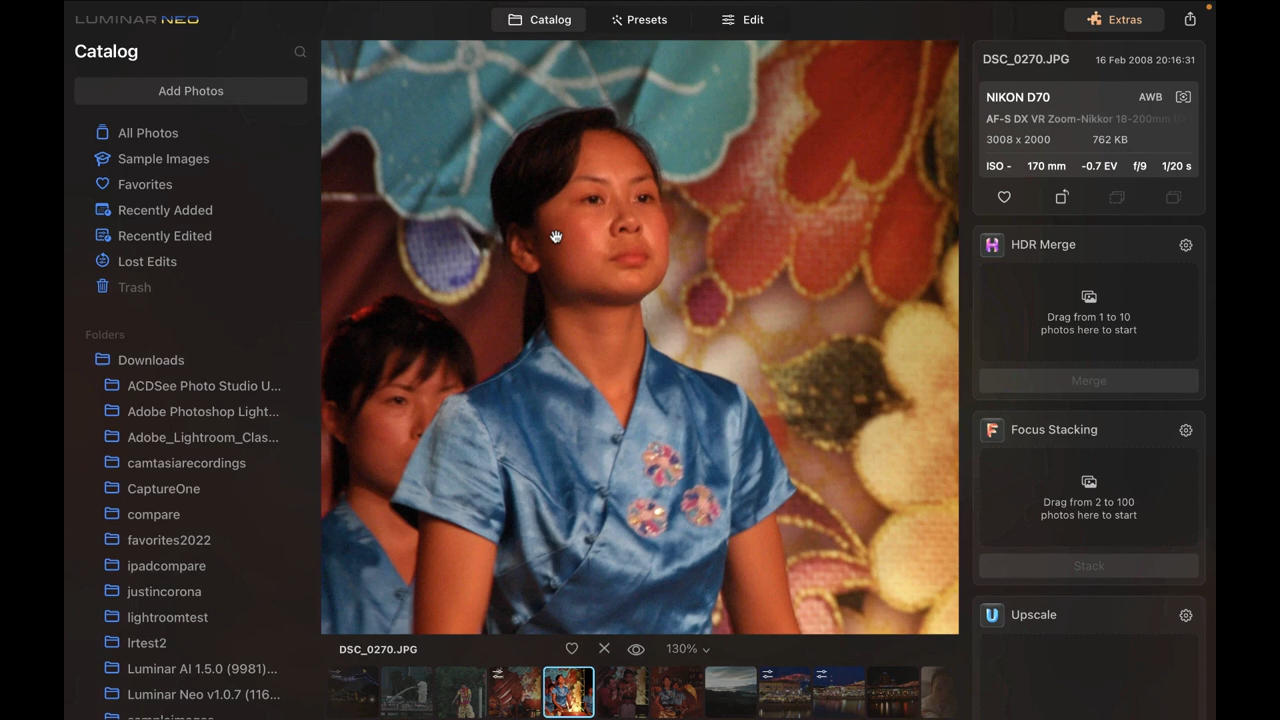 LUMINAR NEO
Catalog
Presets
Edit
Extras
Catalog
Add Photos
All Photos
Sample Images
Favorites
Recently Added
Recently Edited
Lost Edits
Trash
Folders
Downloads
ACDSee Photo Studio U...
Adobe Photoshop Light...
Adobe_Lightroom_Clas...
camtasiarecordings
CaptureOne
compare
favorites2022
ipadcompare
justincorona
lightroomtest
lrtest2
Luminar AI 1.5.0 (9981)...
Luminar Neo v1.0.7 (116...
DSC_0270.JPG
130%
DSC_0270.JPG
16 Feb 2008 20:16:31
NIKON D70
AWB
AF-S DX VR Zoom-Nikkor 18-200mm
3008 x 2000
762 KB
ISO -
170 mm
-0.7 EV
f/9
1/20 s
HDR Merge
Drag from 1 to 10
photos here to start
Merge
Focus Stacking
Drag from 2 to 100
photos here to start
Stack
Upscale